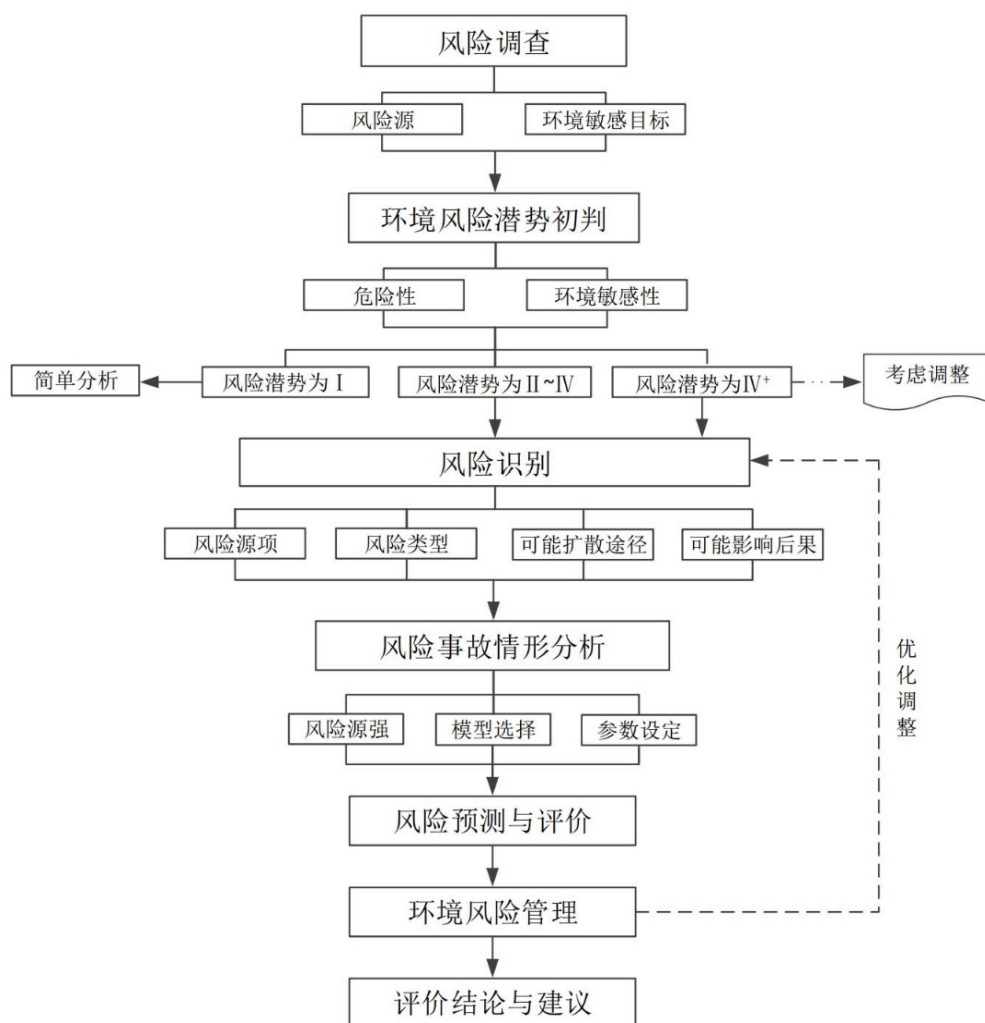 风险调查
风险源
环境敏感目标
环境风险潜势初判
危险性
环境敏感性
简单分析
风险潜势为Ⅰ
风险潜势为Ⅱ~Ⅳ
风险潜势为Ⅳ⁺
考虑调整
风险识别
风险源项
风险类型
可能扩散途径
可能影响后果
风险事故情形分析
优化调整
风险源强
模型选择
参数设定
风险预测与评价
环境风险管理
评价结论与建议